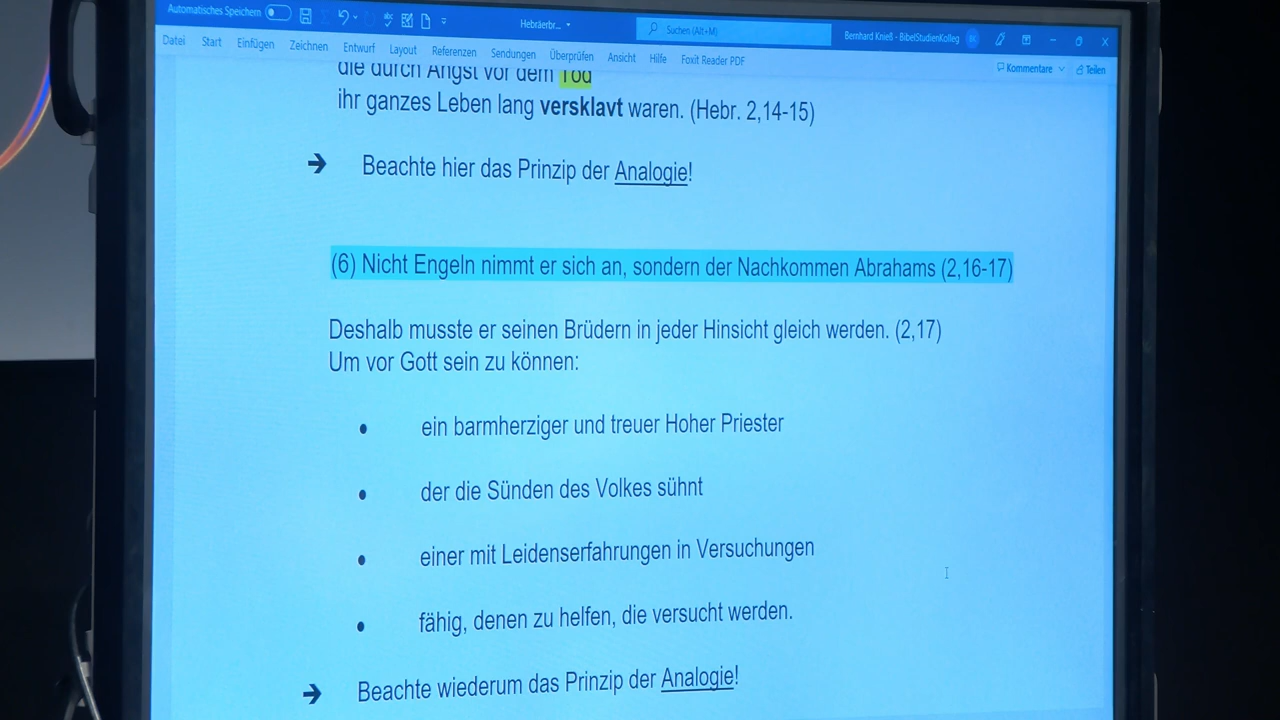 Automatisches Speichern
Hebräerbr...
Suchen (Alt+M)
Bernhard Knieß - BibelStudienKolleg
BK
Datei Start Einfügen Zeichnen Entwurf Layout Referenzen Sendungen Überprüfen Ansicht Hilfe Foxit Reader PDF
Kommentare Teilen
die durch Angst vor dem Tod
ihr ganzes Leben lang versklavt waren. (Hebr. 2,14-15)
➔ Beachte hier das Prinzip der Analogie!
(6) Nicht Engeln nimmt er sich an, sondern der Nachkommen Abrahams (2,16-17)
Deshalb musste er seinen Brüdern in jeder Hinsicht gleich werden. (2,17)
Um vor Gott sein zu können:
• ein barmherziger und treuer Hoher Priester
• der die Sünden des Volkes sühnt
• einer mit Leidenserfahrungen in Versuchungen
• fähig, denen zu helfen, die versucht werden.
➔ Beachte wiederum das Prinzip der Analogie!